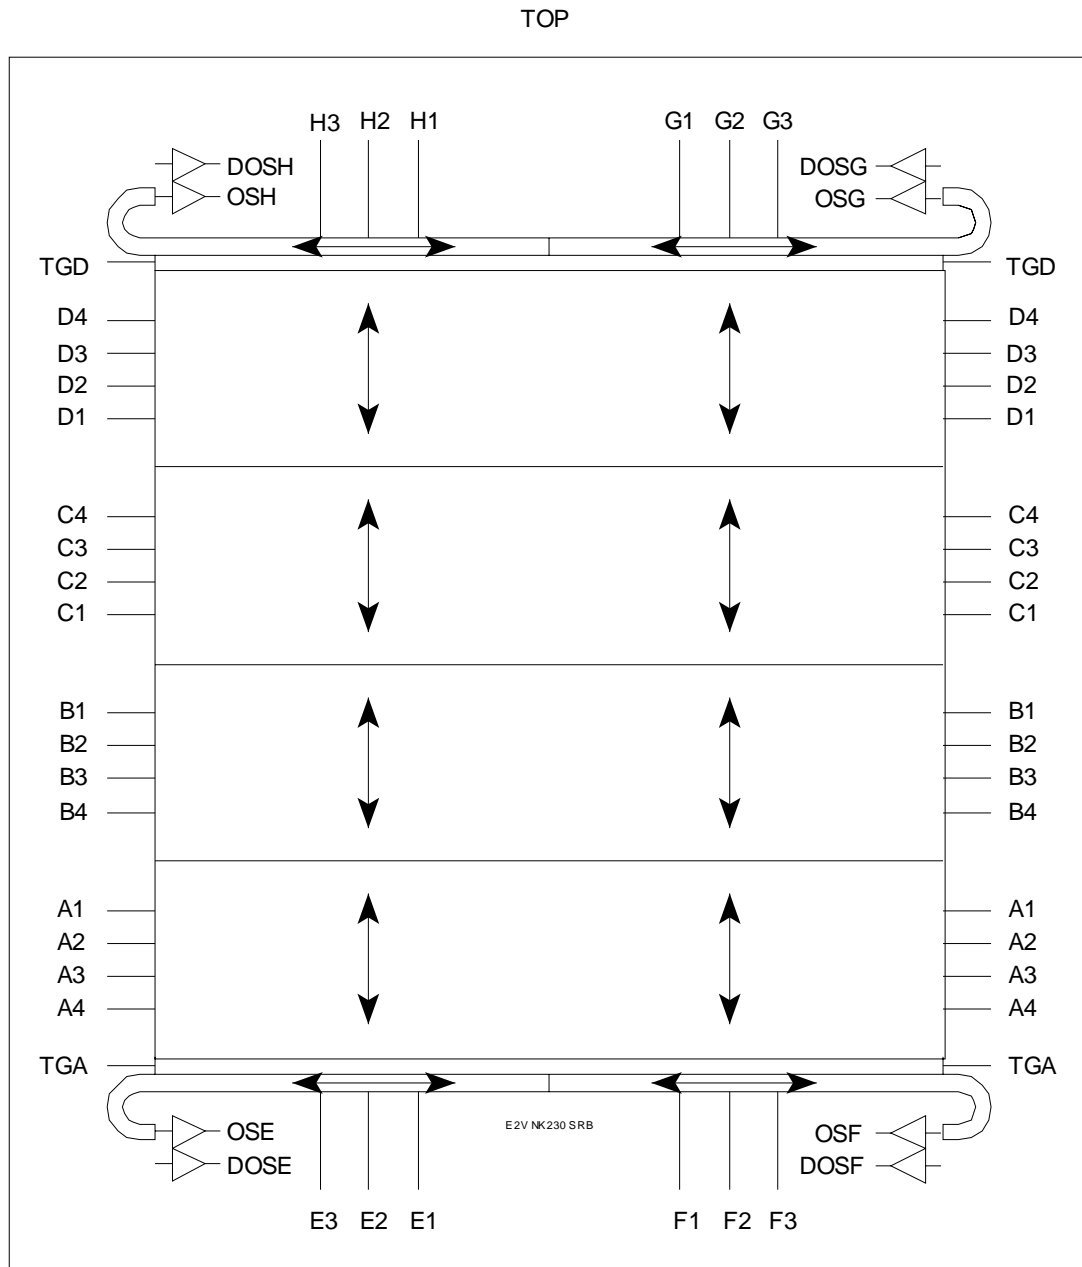 TOP
H3 H2 H1 G1 G2 G3
DOSH DOSG
OSH OSG
TGD TGD
D4 D4
D3 D3
D2 D2
D1 D1
C4 C4
C3 C3
C2 C2
C1 C1
B1 B1
B2 B2
B3 B3
B4 B4
A1 A1
A2 A2
A3 A3
A4 A4
TGA TGA
E2V NK230 SRB
OSE OSF
DOSE DOSF
E3 E2 E1 F1 F2 F3